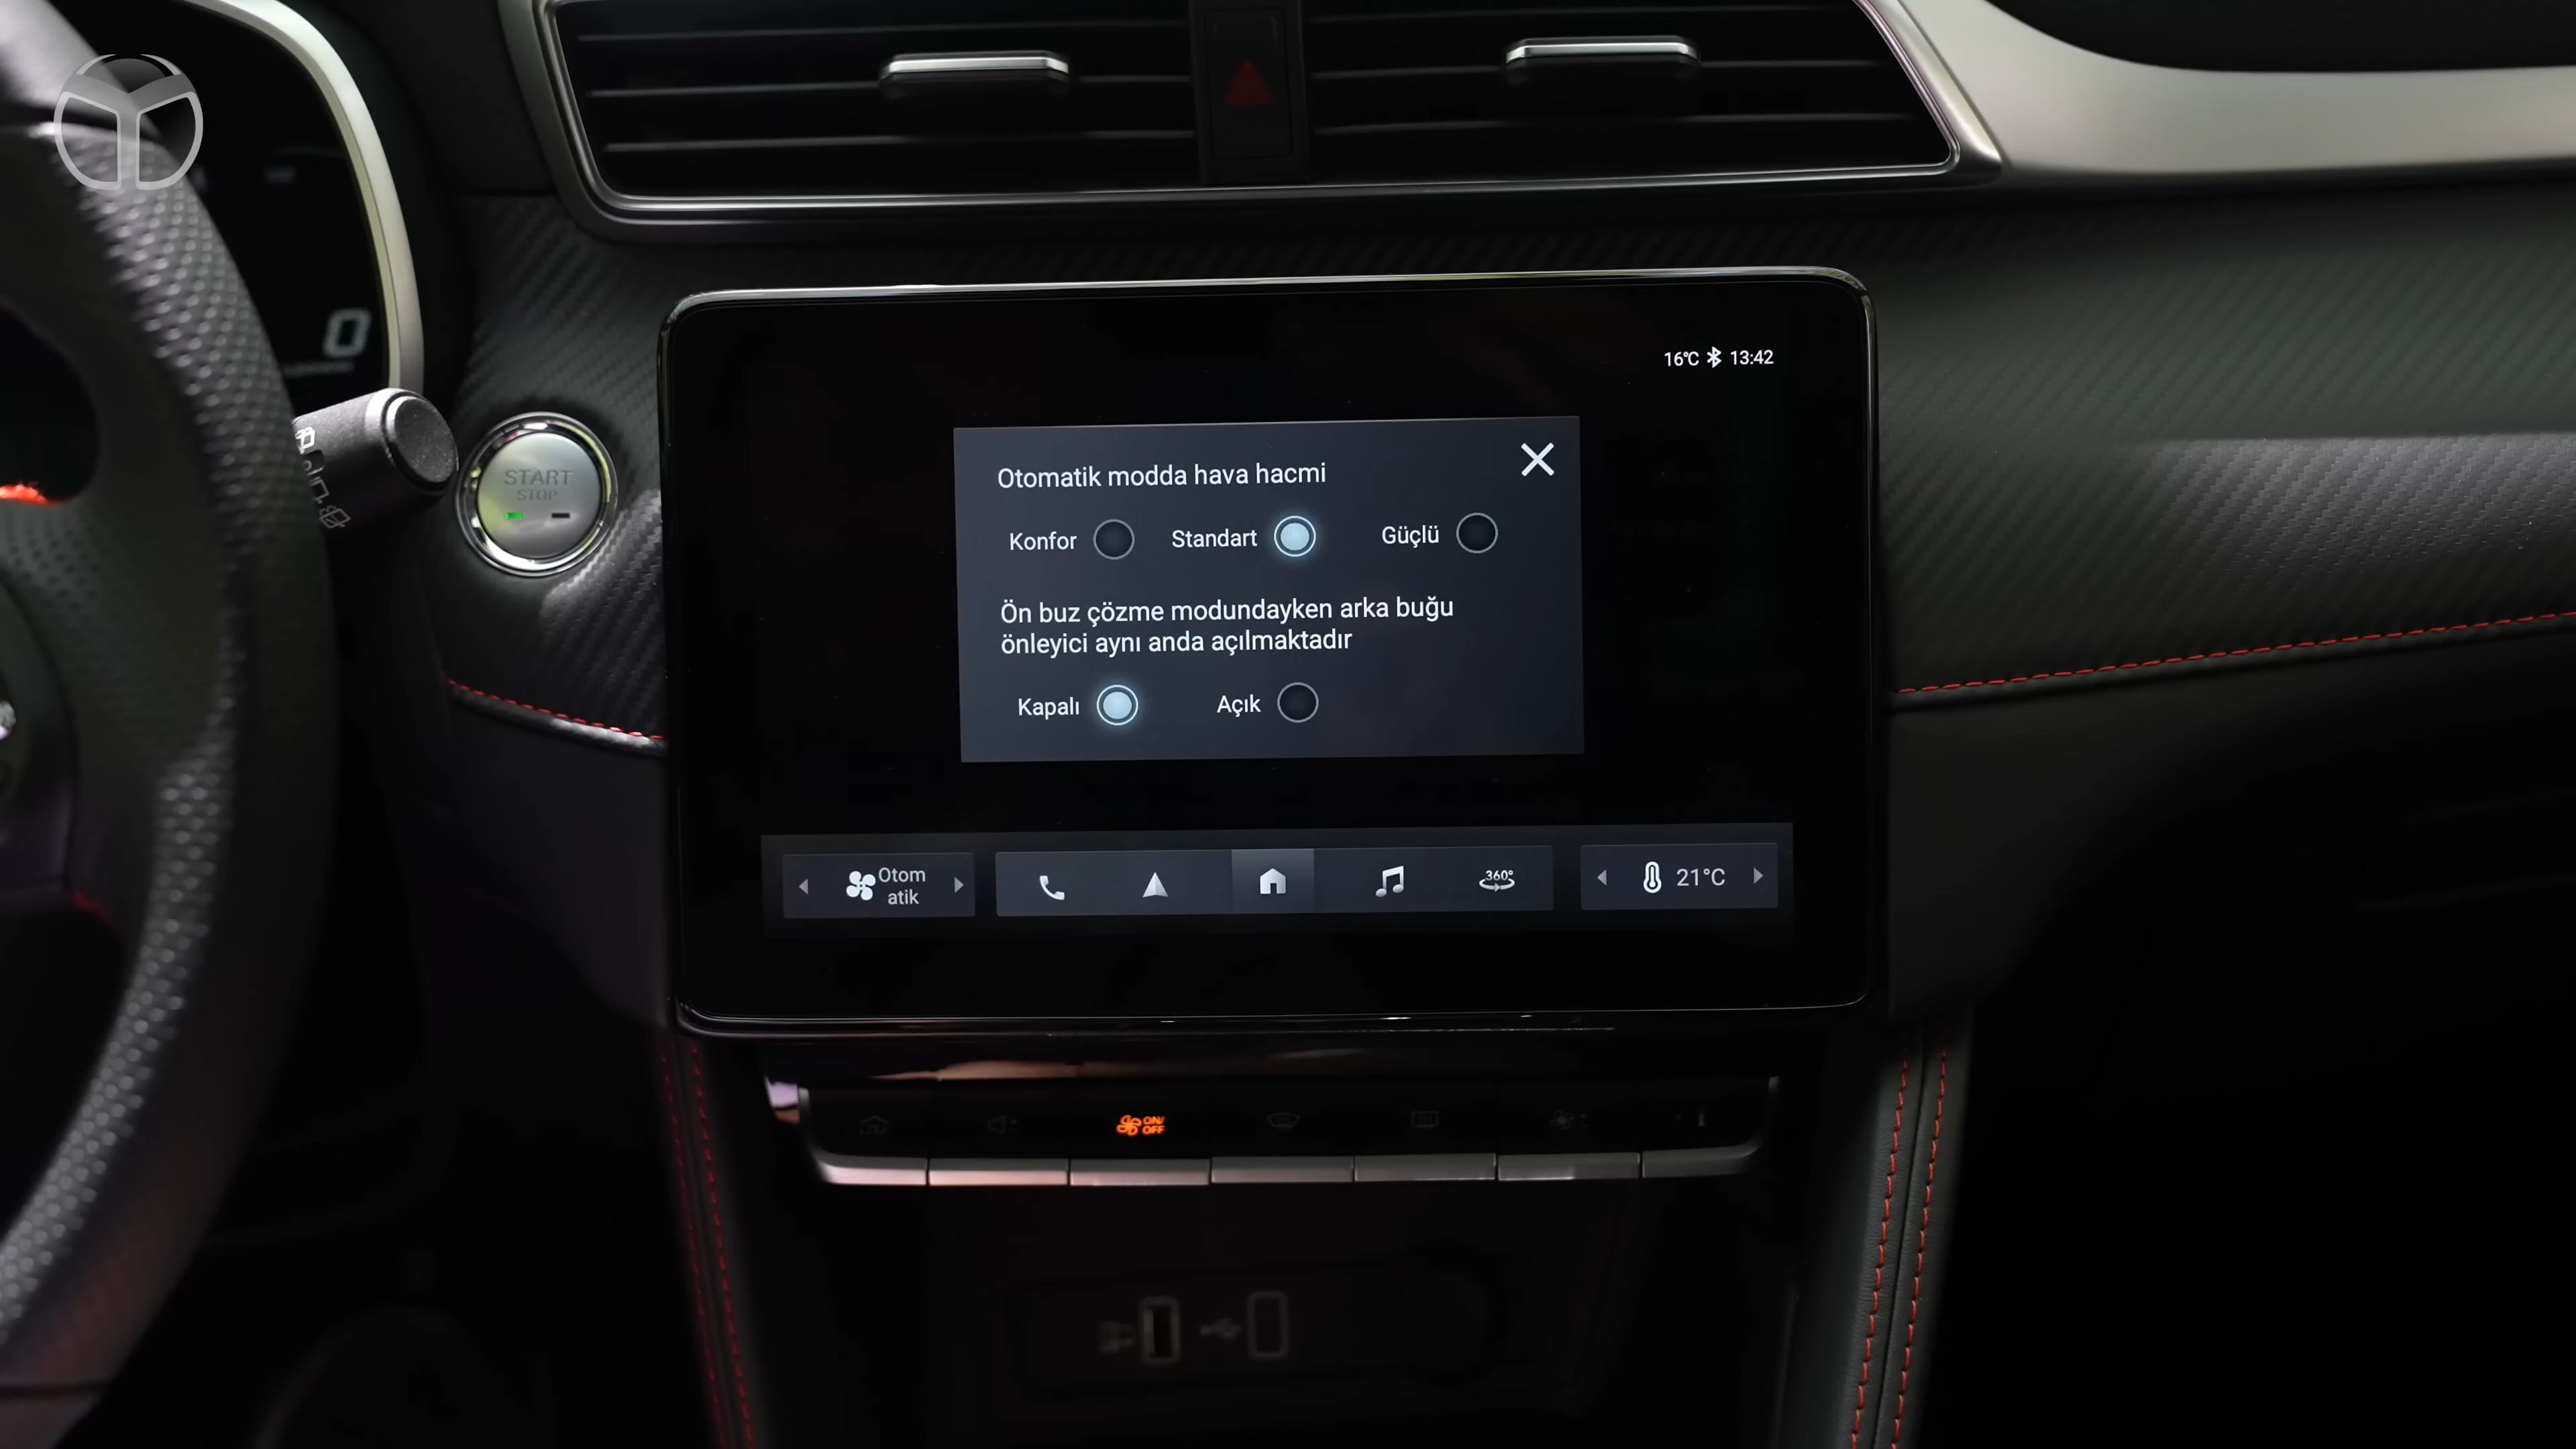 0
START
STOP
16°C 13:42
Otomatik modda hava hacmi
Konfor Standart Güçlü
Ön buz çözme modundayken arka buğu
önleyici aynı anda açılmaktadır
Kapalı Açık
Otom
atik
360°
21°C
ON/
OFF